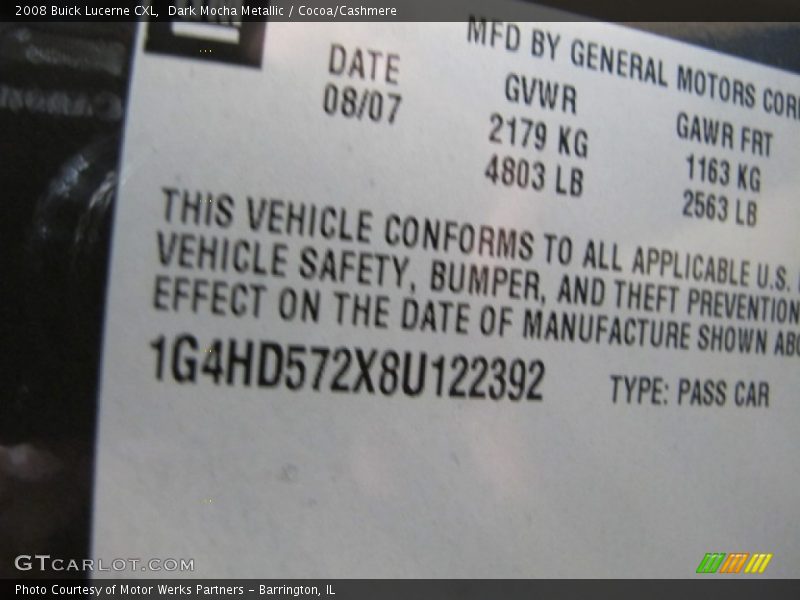 2008 Buick Lucerne CXL, Dark Mocha Metallic / Cocoa/Cashmere
GM
MFD BY GENERAL MOTORS COR
DATE
08/07
GVWR
2179 KG
4803 LB
GAWR FRT
1163 KG
2563 LB
THIS VEHICLE CONFORMS TO ALL APPLICABLE U.S.
VEHICLE SAFETY, BUMPER, AND THEFT PREVENTION
EFFECT ON THE DATE OF MANUFACTURE SHOWN ABO
1G4HD572X8U122392
TYPE: PASS CAR
GTCARLOT.COM
Photo Courtesy of Motor Werks Partners - Barrington, IL